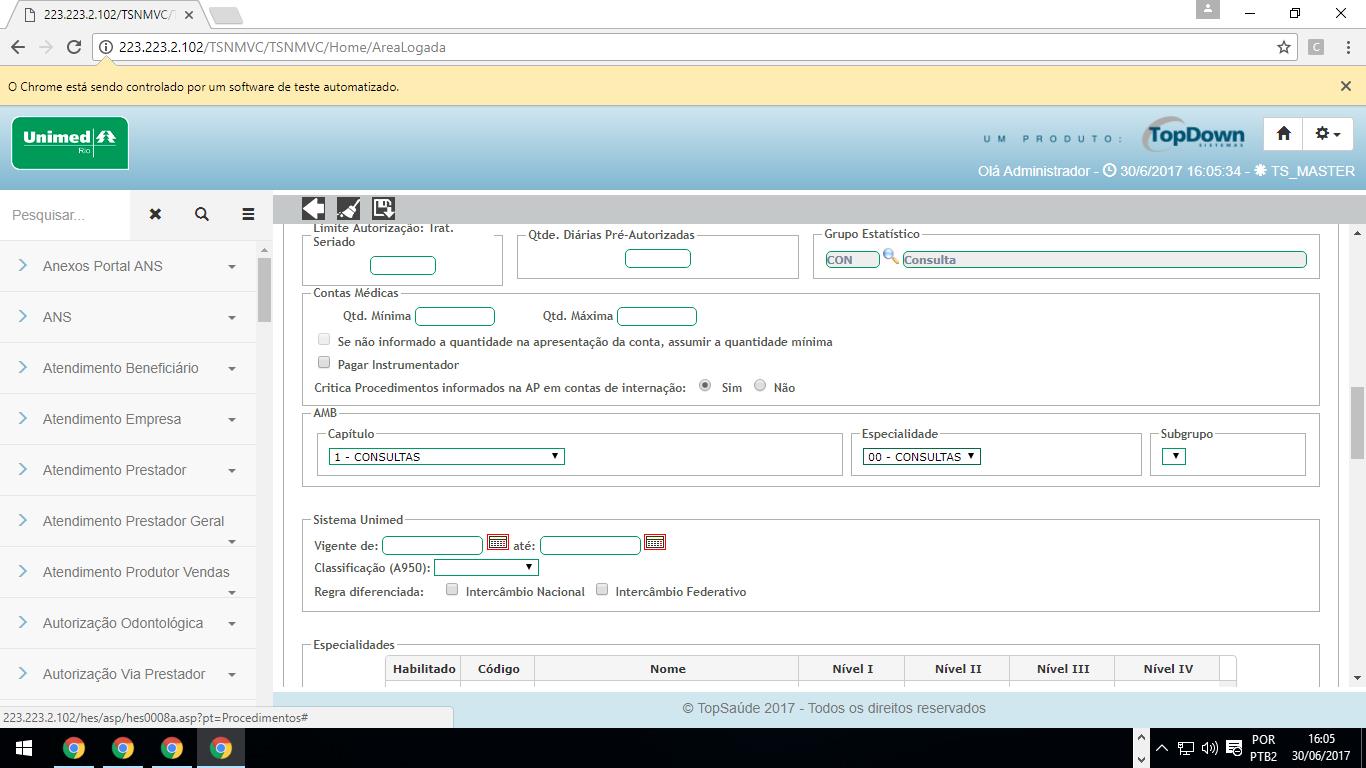 223.223.2.102/TSNMVC/T
223.223.2.102/TSNMVC/TSNMVC/Home/AreaLogada
C
O Chrome está sendo controlado por um software de teste automatizado.
Unimed
Rio
UM PRODUTO:
TopDown
SISTEMAS
Olá Administrador - 30/6/2017 16:05:34 - TS_MASTER
Pesquisar...
Anexos Portal ANS
ANS
Atendimento Beneficiário
Atendimento Empresa
Atendimento Prestador
Atendimento Prestador Geral
Atendimento Produtor Vendas
Autorização Odontológica
Autorização Via Prestador
Limite Autorização: Trat. Seriado
Qtde. Diárias Pré-Autorizadas
Grupo Estatístico
CON Consulta
Contas Médicas
Qtd. Mínima Qtd. Máxima
Se não informado a quantidade na apresentação da conta, assumir a quantidade mínima
Pagar Instrumentador
Critica Procedimentos informados na AP em contas de internação: Sim Não
AMB
Capítulo Especialidade Subgrupo
1 - CONSULTAS 00 - CONSULTAS
Sistema Unimed
Vigente de: até:
Classificação (A950):
Regra diferenciada: Intercâmbio Nacional Intercâmbio Federativo
Especialidades
Habilitado Código Nome Nível I Nível II Nível III Nível IV
223.223.2.102/hes/asp/hes0008a.asp?pt=Procedimentos#
© TopSaúde 2017 - Todos os direitos reservados
POR
PTB2
16:05
30/06/2017